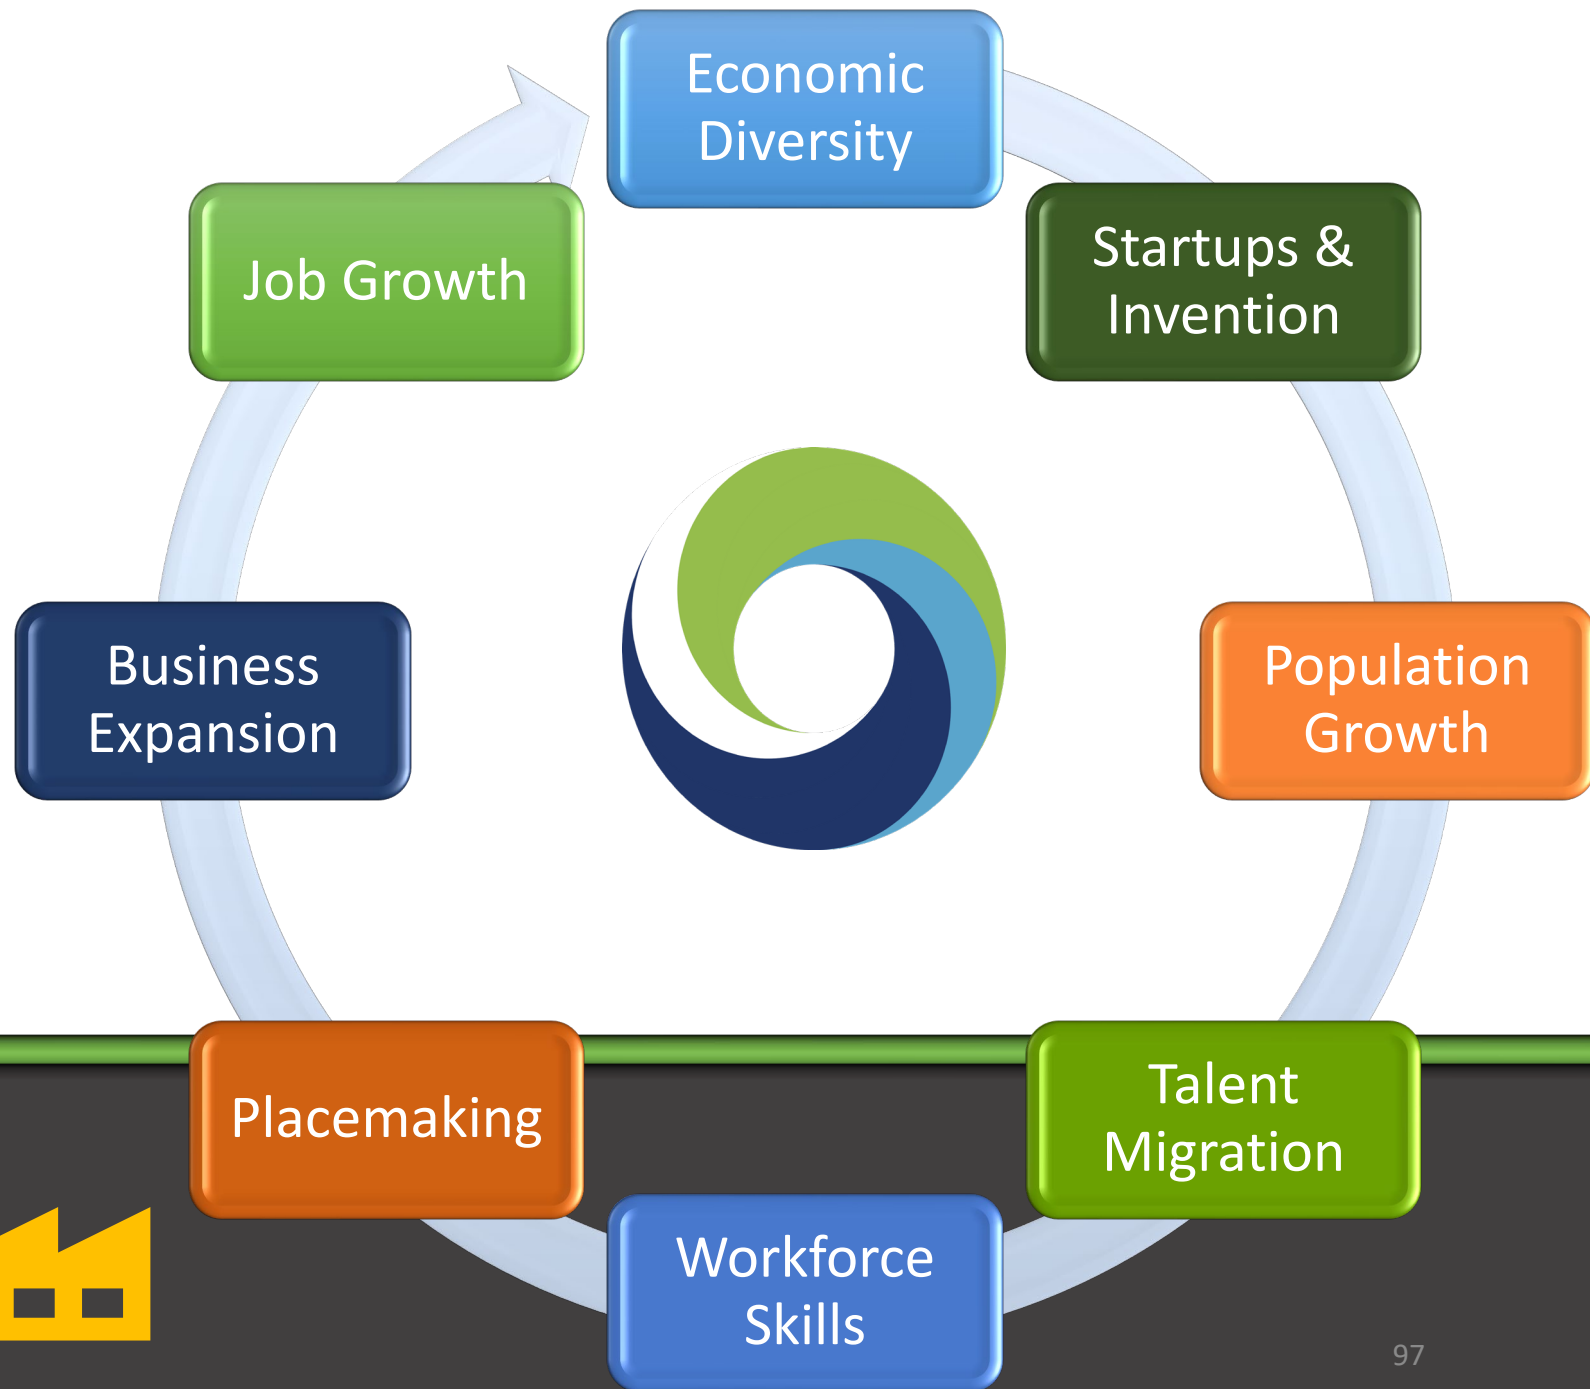 Economic
Diversity
Startups &
Invention
Population
Growth
Talent
Migration
Workforce
Skills
Placemaking
Business
Expansion
Job Growth
97